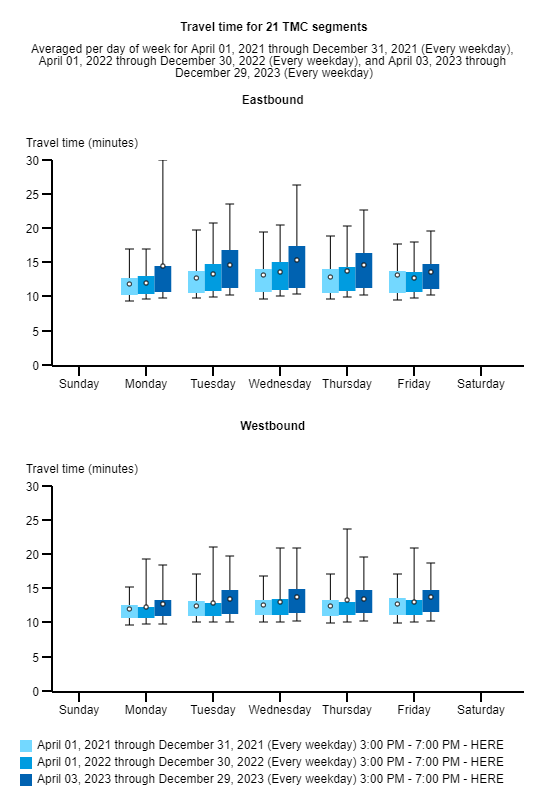 Travel time for 21 TMC segments
Averaged per day of week for April 01, 2021 through December 31, 2021 (Every weekday),
April 01, 2022 through December 30, 2022 (Every weekday), and April 03, 2023 through
December 29, 2023 (Every weekday)
Eastbound
Travel time (minutes)
30
25
20
15
10
5
0
Sunday Monday Tuesday Wednesday Thursday Friday Saturday
Westbound
Travel time (minutes)
30
25
20
15
10
5
0
Sunday Monday Tuesday Wednesday Thursday Friday Saturday
April 01, 2021 through December 31, 2021 (Every weekday) 3:00 PM - 7:00 PM - HERE
April 01, 2022 through December 30, 2022 (Every weekday) 3:00 PM - 7:00 PM - HERE
April 03, 2023 through December 29, 2023 (Every weekday) 3:00 PM - 7:00 PM - HERE